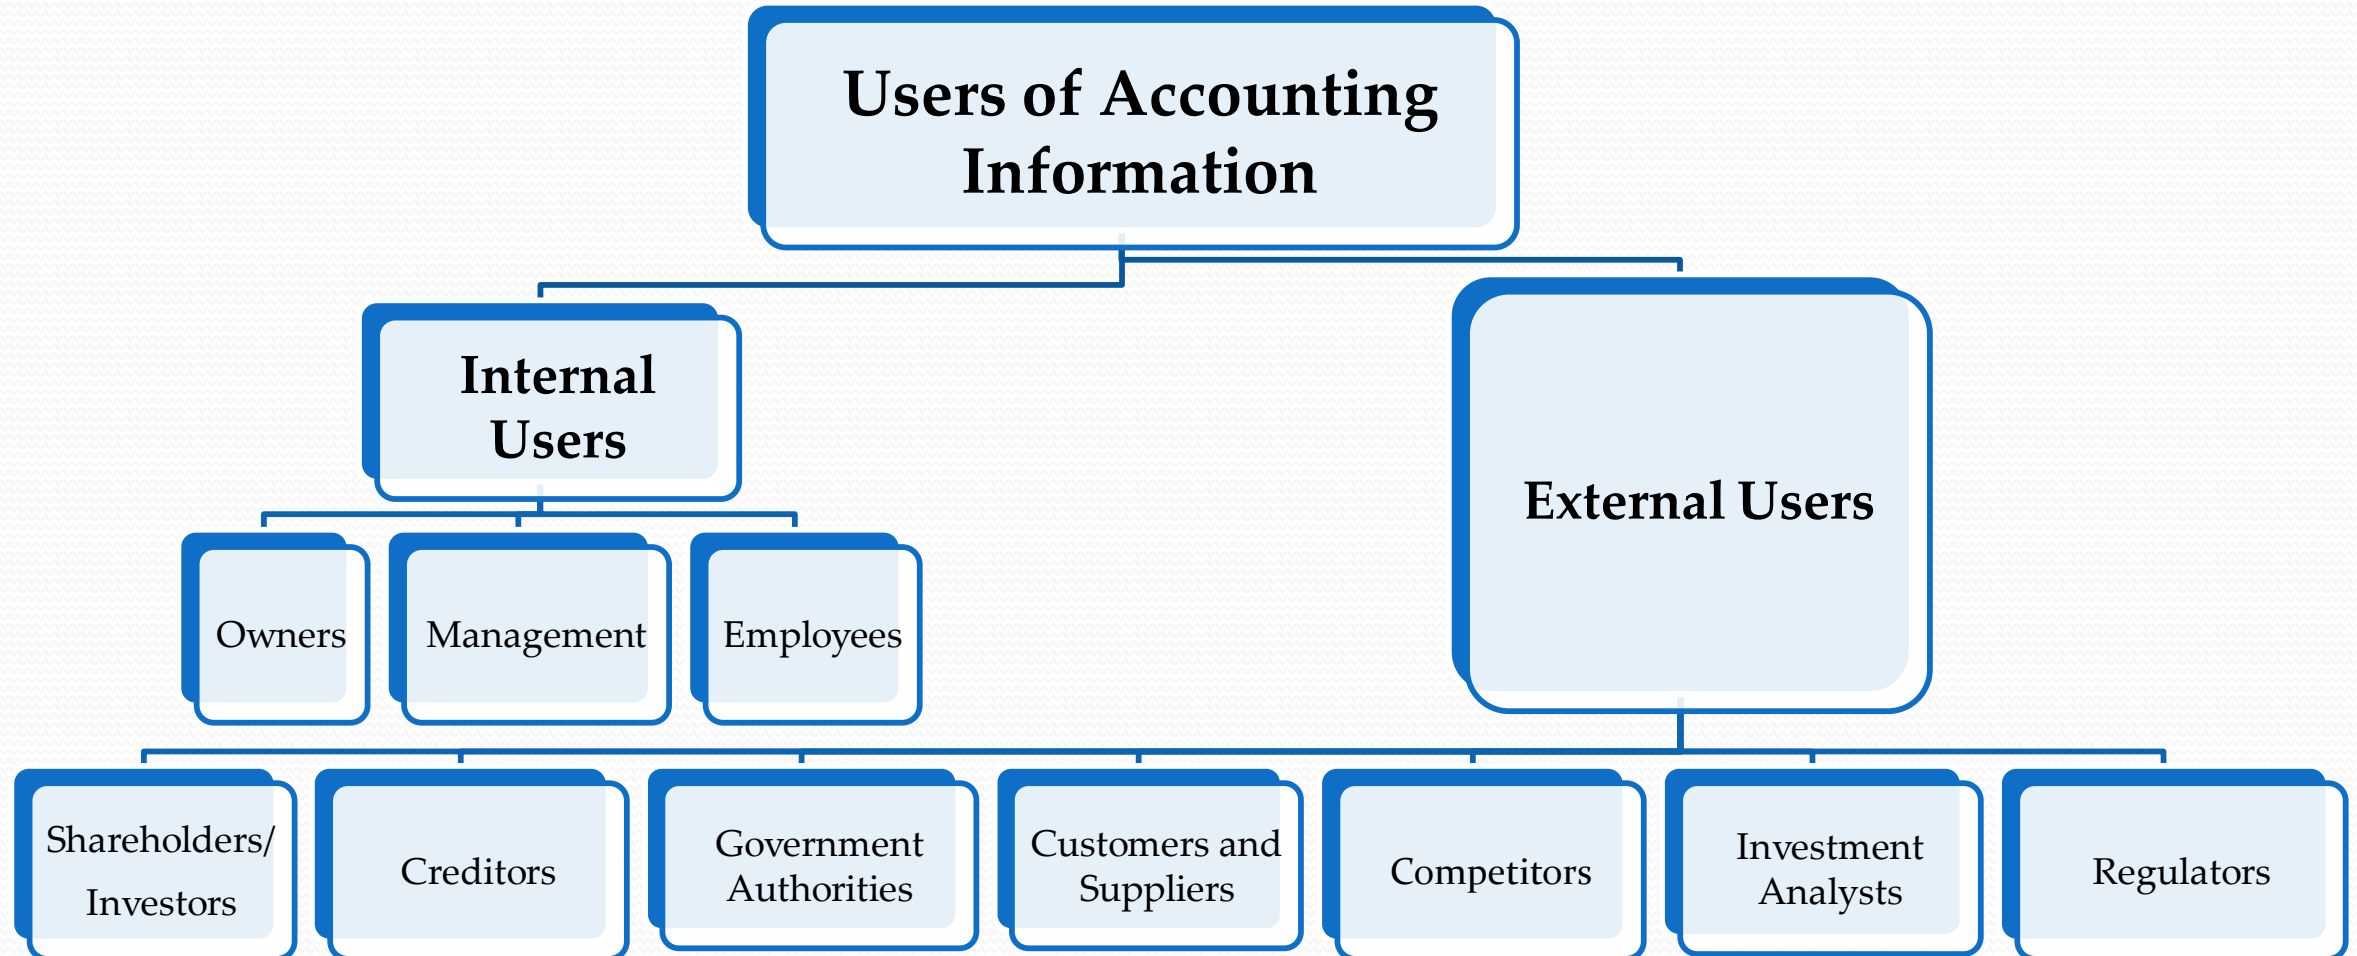 Users of Accounting
Information
Internal
Users
External Users
Owners
Management
Employees
Shareholders/
Investors
Creditors
Government
Authorities
Customers and
Suppliers
Competitors
Investment
Analysts
Regulators